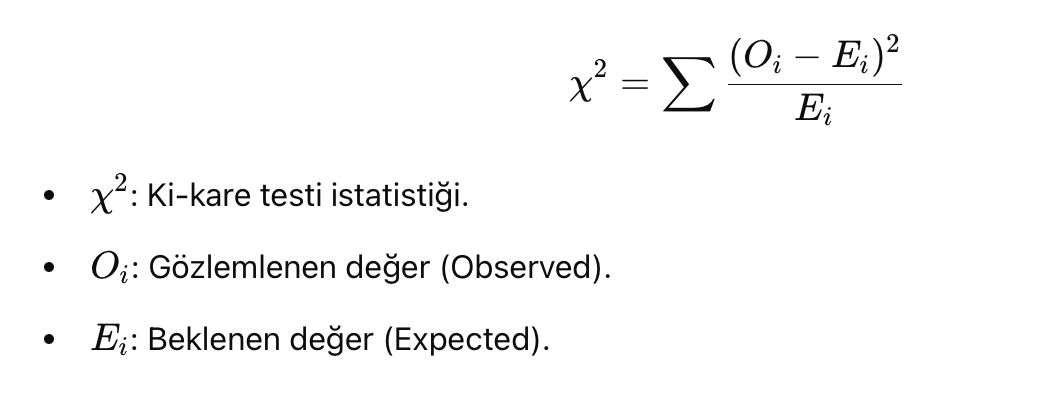 χ² = ∑ (Oᵢ − Eᵢ)² / Eᵢ
• χ²: Ki-kare testi istatistiği.
• Oᵢ: Gözlemlenen değer (Observed).
• Eᵢ: Beklenen değer (Expected).